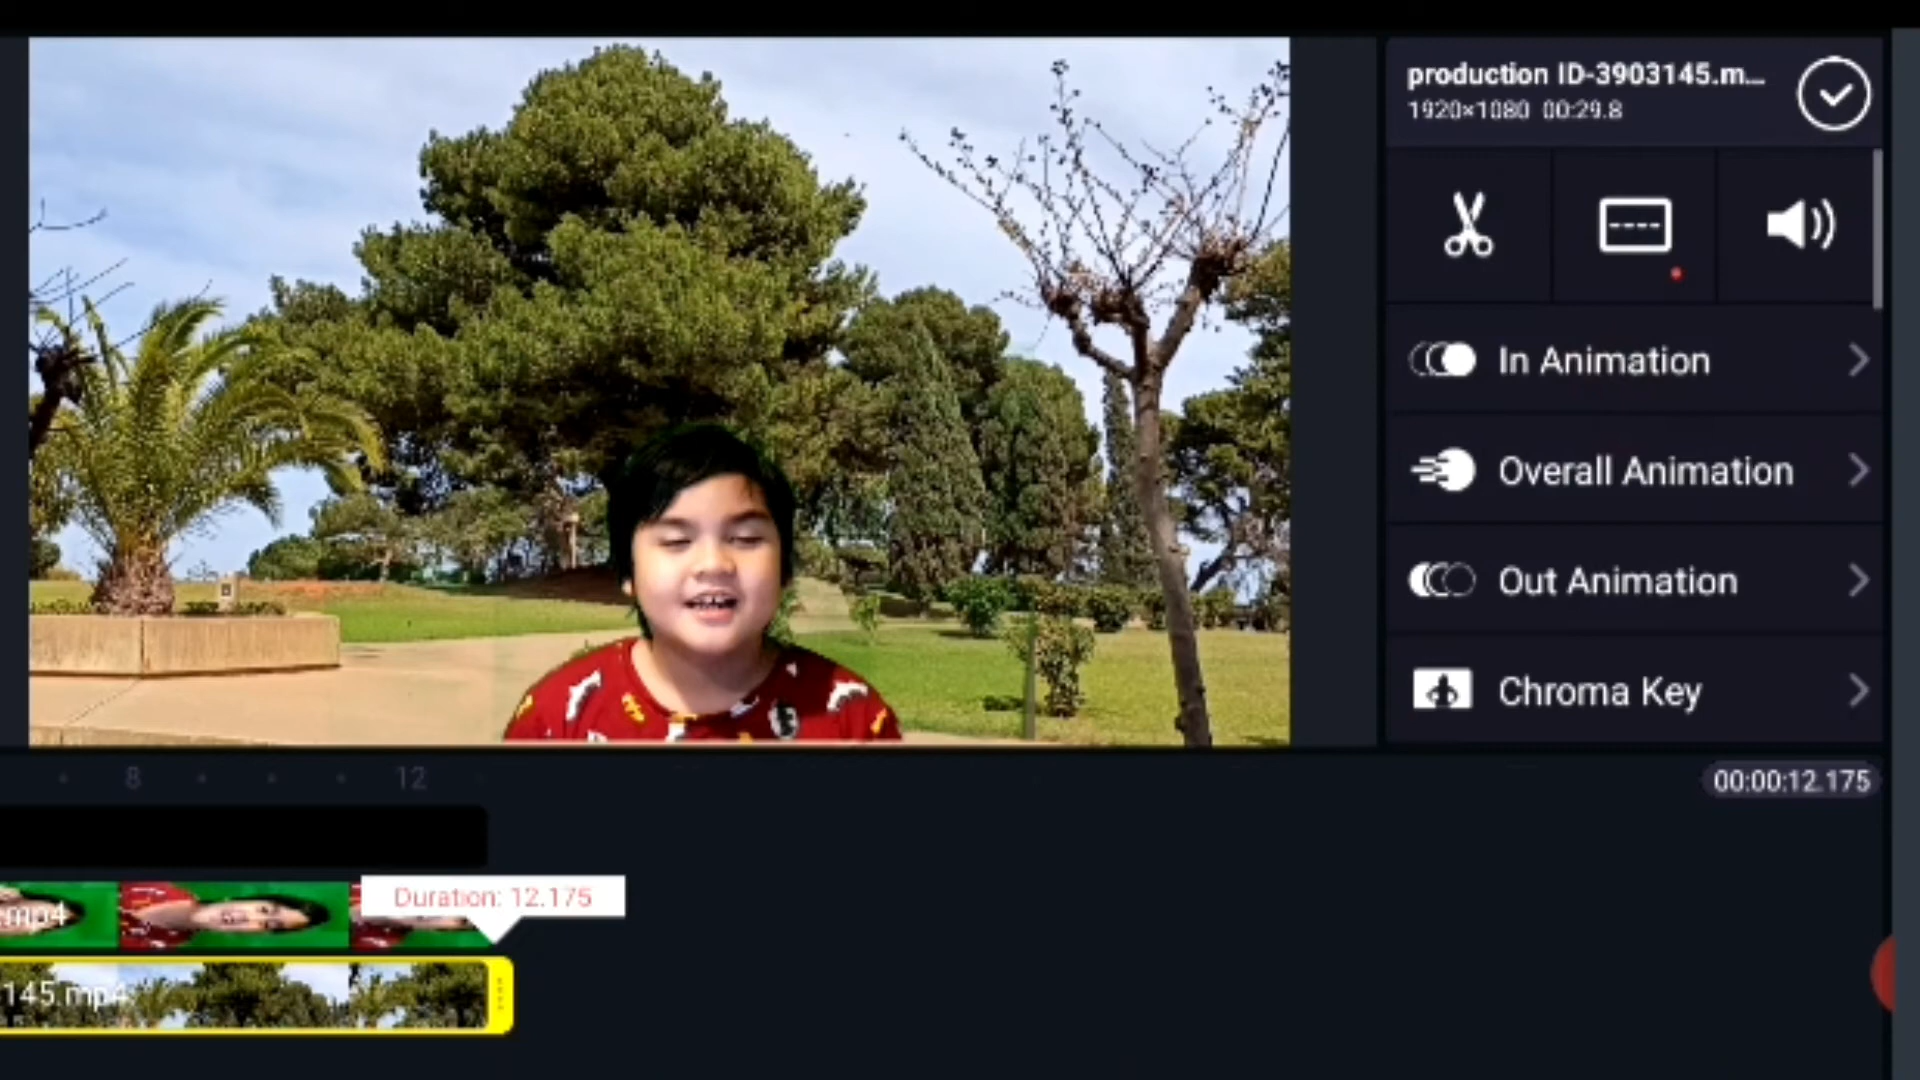 production ID-3903145.m...
1920×1080 00:29.8
In Animation
Overall Animation
Out Animation
Chroma Key
8
12
00:00:12.175
.mp4
Duration: 12.175
145.mp4